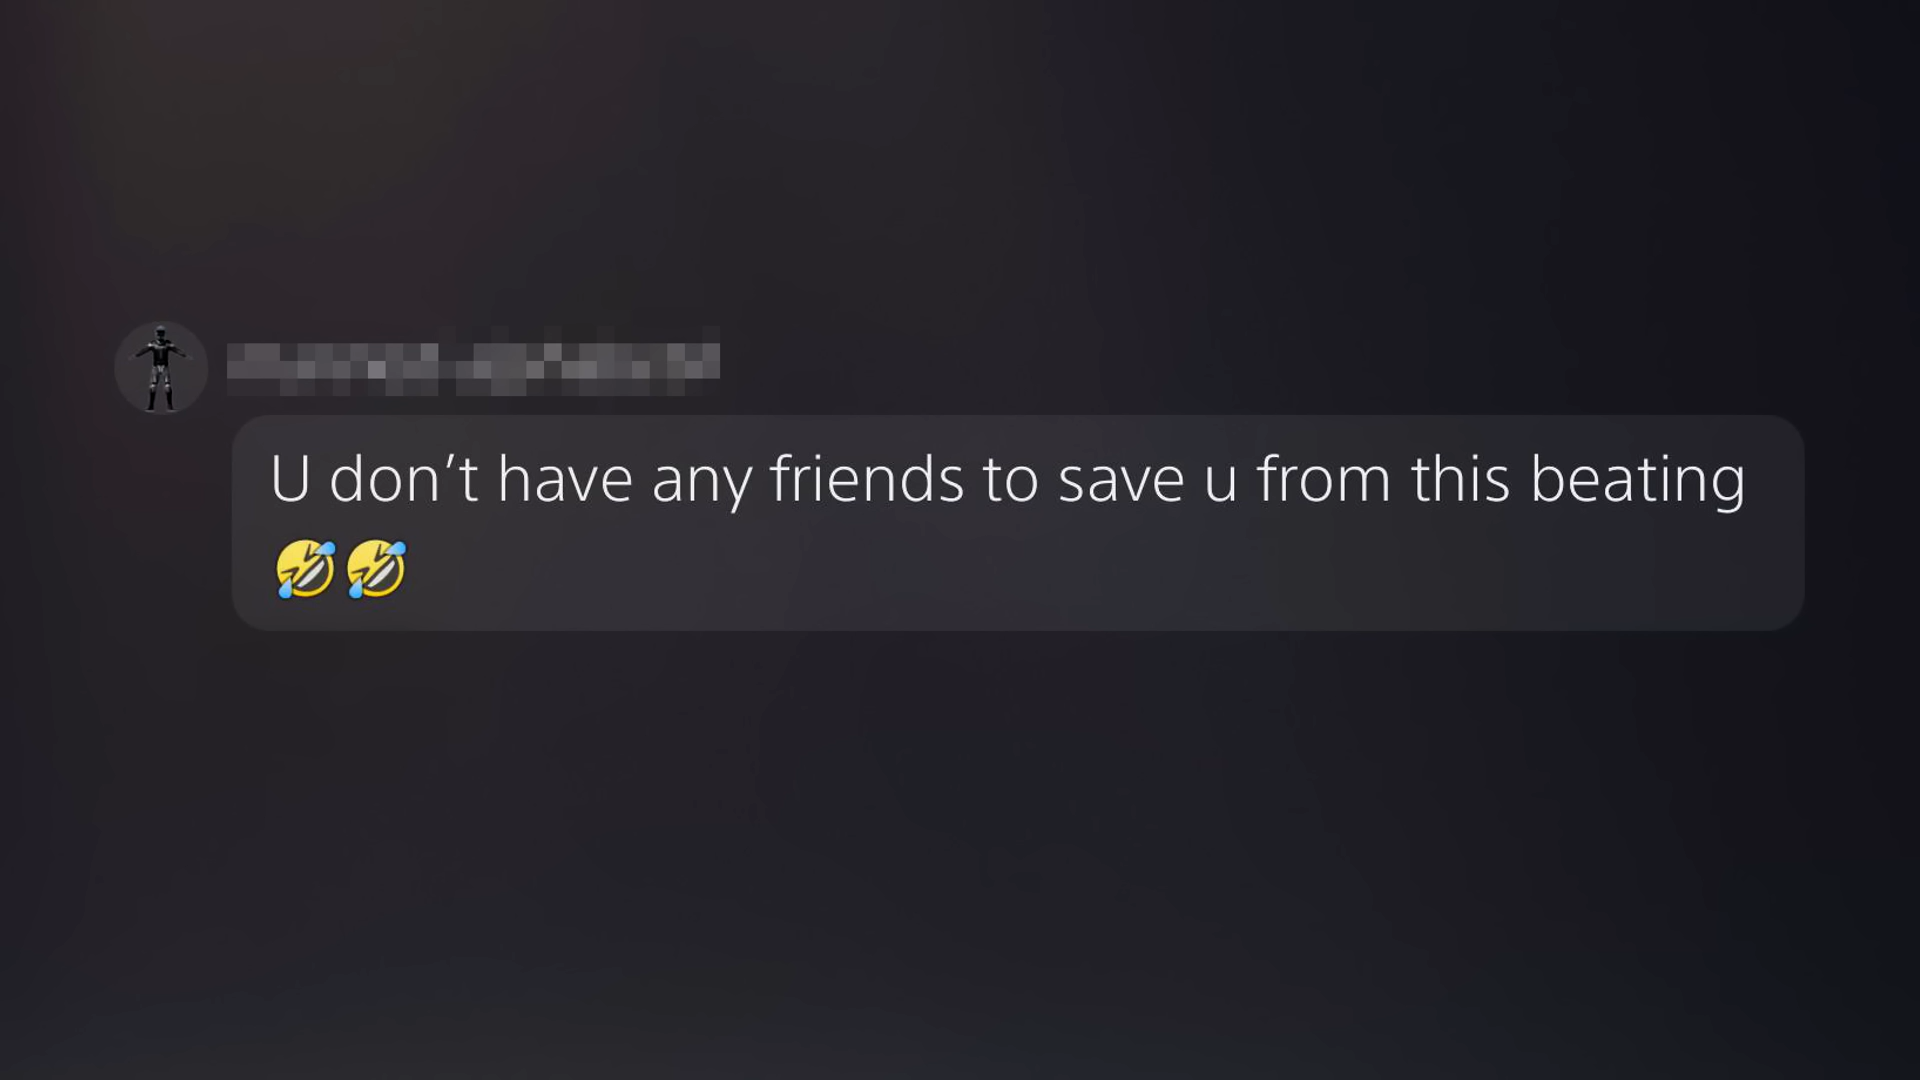 U don’t have any friends to save u from this beating
🤣🤣